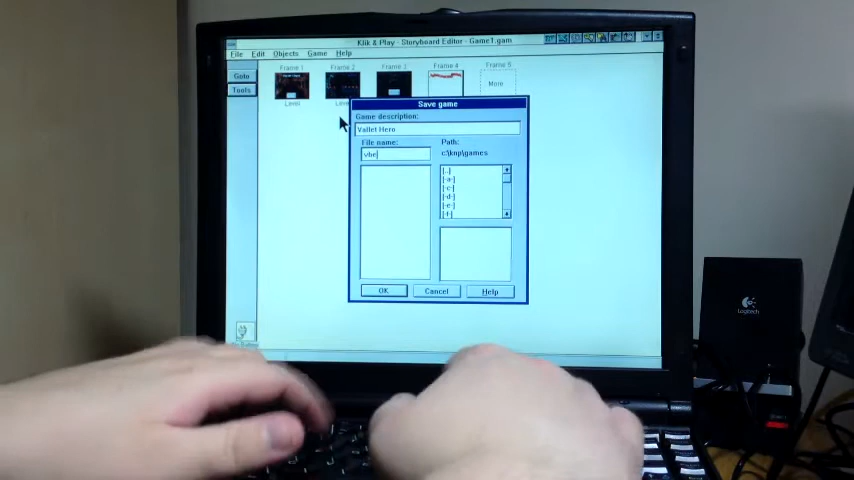 Klik & Play - Storyboard Editor - Game1.gam
File Edit Objects Game Help
Goto
Tools
Frame 1
Frame 2
Frame 3
Frame 4
Frame 5
More
Level
Save game
Game description:
Vallet Hero
File name:
vbe
Path:
c:\knp\games
[..]
[-a-]
[-c-]
[-d-]
[-e-]
[-f-]
OK
Cancel
Help
Logitech